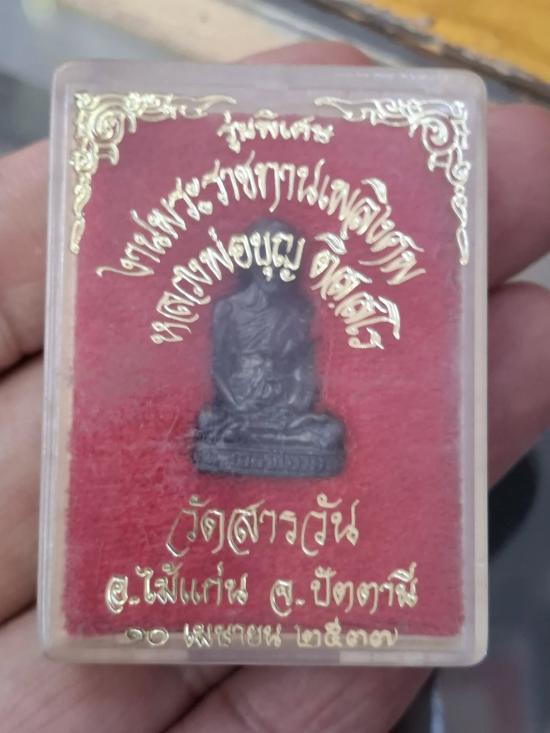 รุ่นพิเศษ
งานพระราชทานเพลิงศพ
หลวงพ่อบุญ ติสสโร
วัดสารวัน
อ.ไม้แก่น จ.ปัตตานี
๑๐ เมษายน ๒๕๓๗